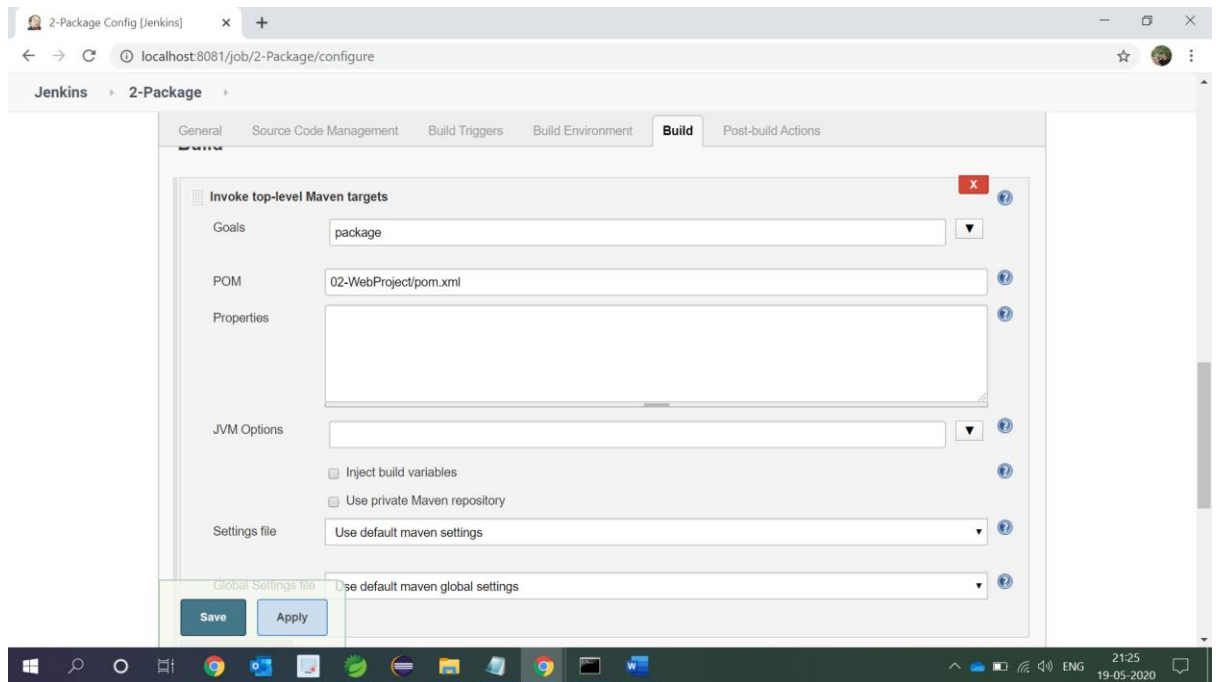 2-Package Config [Jenkins]
localhost:8081/job/2-Package/configure
Jenkins 2-Package
General Source Code Management Build Triggers Build Environment Build Post-build Actions
Build
Invoke top-level Maven targets X
Goals package
POM 02-WebProject/pom.xml
Properties
JVM Options
Inject build variables
Use private Maven repository
Settings file Use default maven settings
Global Settings file Use default maven global settings
Save Apply
ENG 21:25
19-05-2020